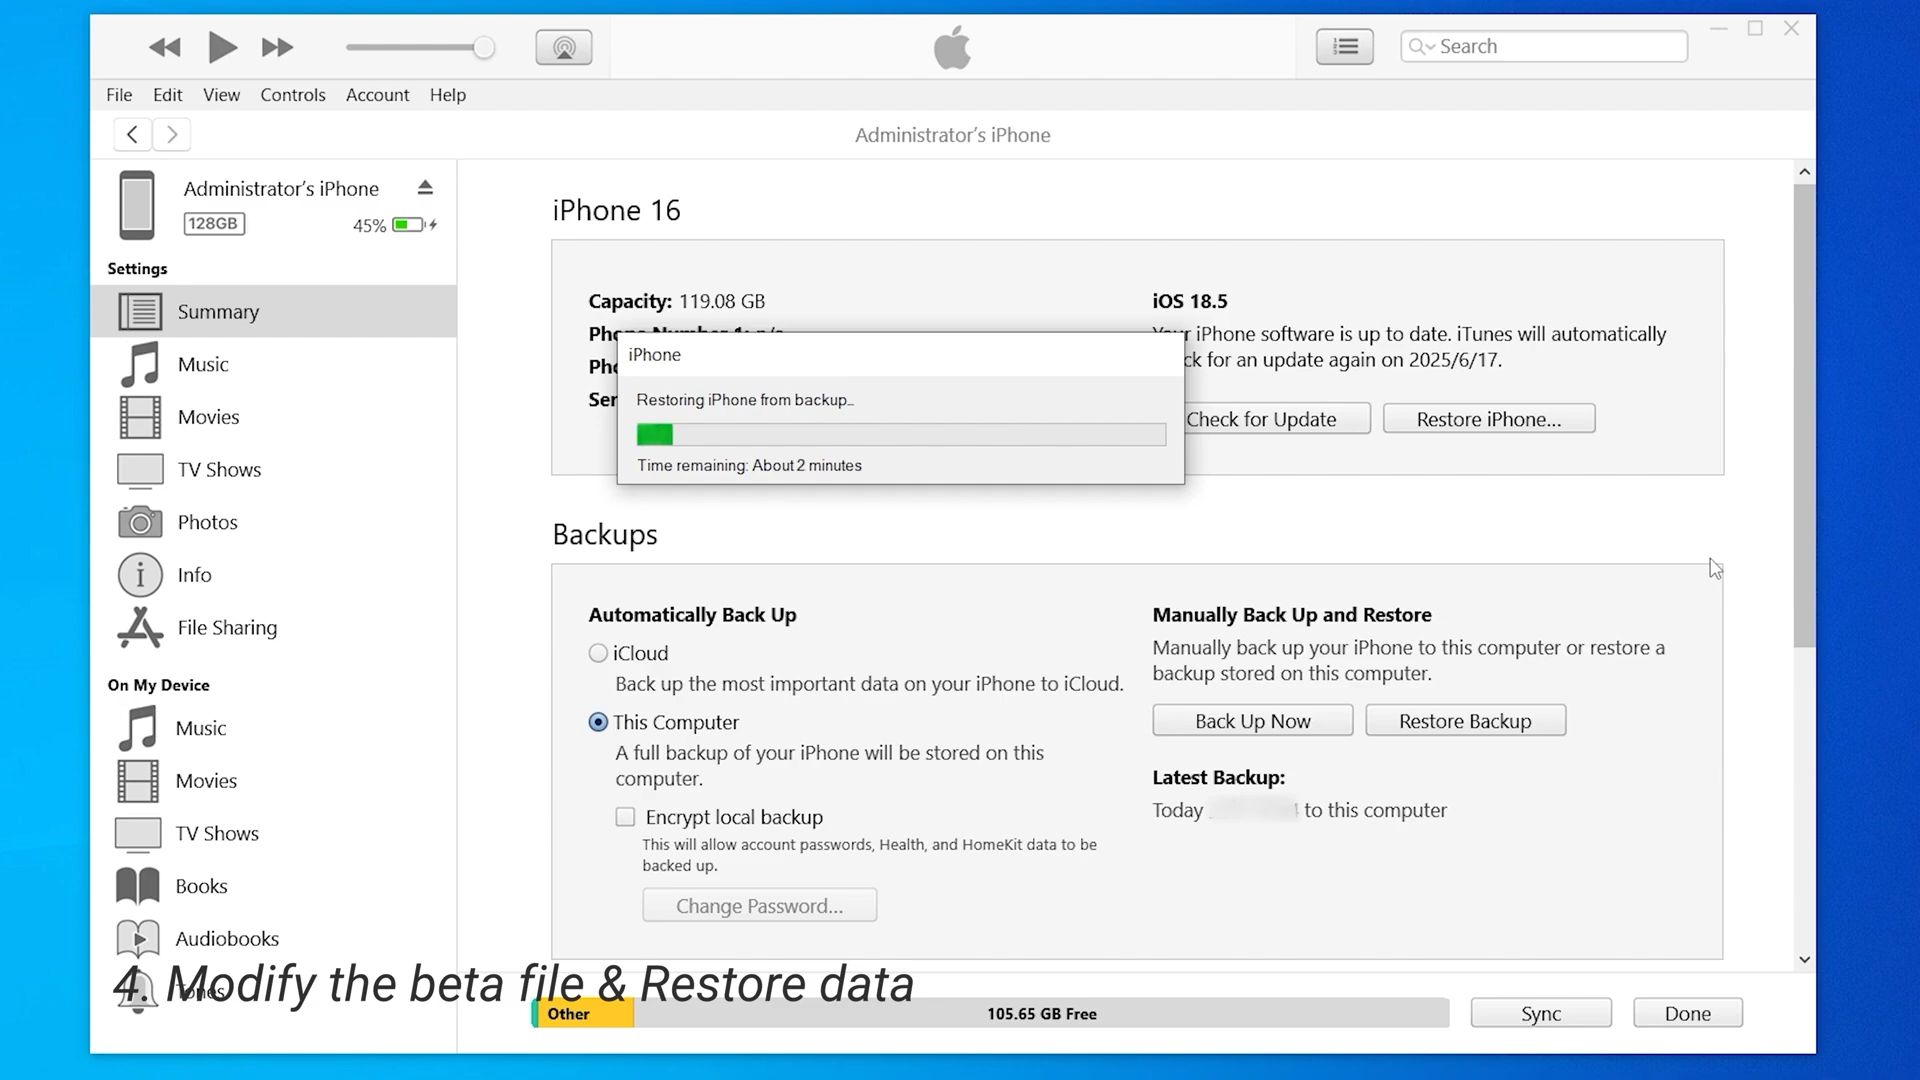 Search
File Edit View Controls Account Help
Administrator's iPhone
Administrator's iPhone
128GB
45%
Settings
Summary
Music
Movies
TV Shows
Photos
Info
File Sharing
On My Device
Music
Movies
TV Shows
Books
Audiobooks
Tones
iPhone 16
Capacity: 119.08 GB
iOS 18.5
iPhone software is up to date. iTunes will automatically
for an update again on 2025/6/17.
Check for Update
Restore iPhone...
iPhone
Restoring iPhone from backup...
Time remaining: About 2 minutes
Backups
Automatically Back Up
iCloud
Back up the most important data on your iPhone to iCloud.
This Computer
A full backup of your iPhone will be stored on this
computer.
Encrypt local backup
This will allow account passwords, Health, and HomeKit data to be
backed up.
Change Password...
Manually Back Up and Restore
Manually back up your iPhone to this computer or restore a
backup stored on this computer.
Back Up Now
Restore Backup
Latest Backup:
Today to this computer
4. Modify the beta file & Restore data
Other
105.65 GB Free
Sync
Done